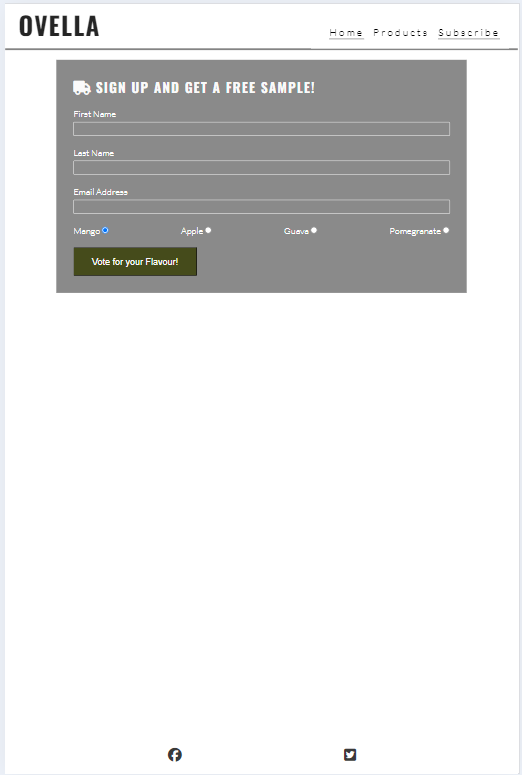 OVELLA
Home Products Subscribe
SIGN UP AND GET A FREE SAMPLE!
First Name
Last Name
Email Address
Mango Apple Guava Pomegranate
Vote for your Flavour!